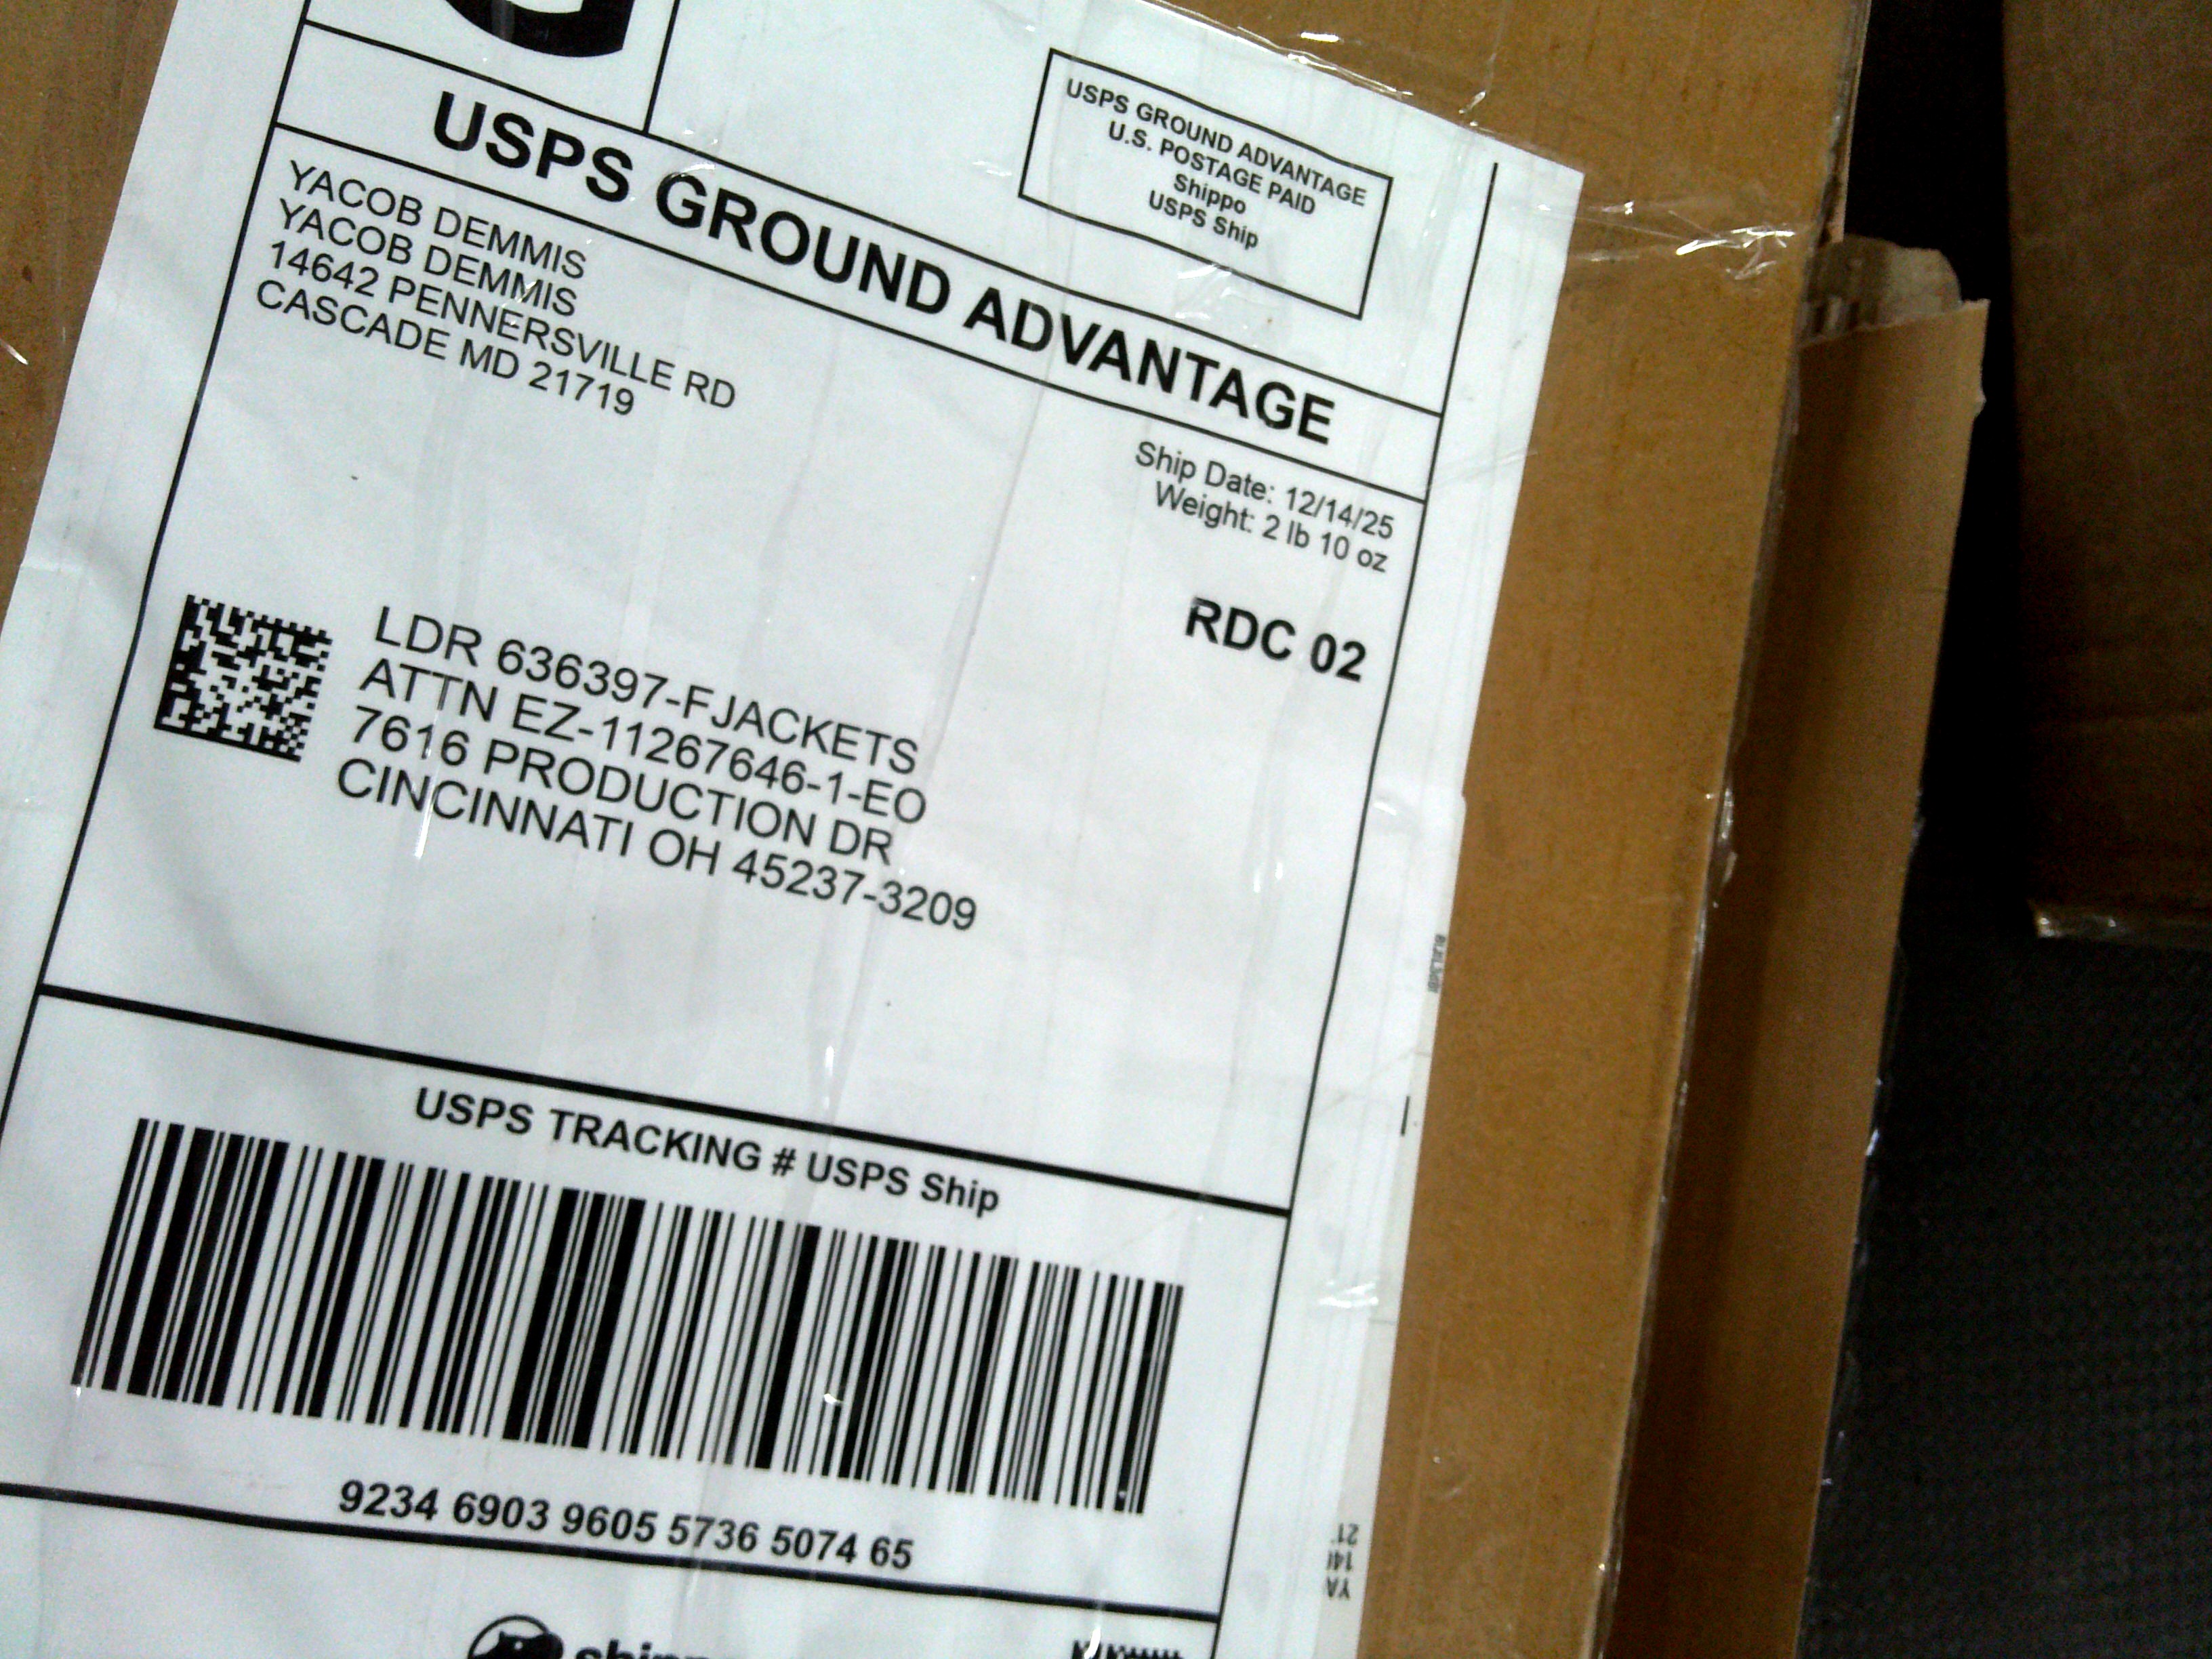 USPS GROUND ADVANTAGE
U.S. POSTAGE PAID
Shippo
USPS Ship
USPS GROUND ADVANTAGE
YACOB DEMMIS
YACOB DEMMIS
14642 PENNERSVILLE RD
CASCADE MD 21719
Ship Date: 12/14/25
Weight: 2 lb 10 oz
RDC 02
LDR 636397-FJACKETS
ATTN EZ-11267646-1-EO
7616 PRODUCTION DR
CINCINNATI OH 45237-3209
USPS TRACKING # USPS Ship
9234 6903 9605 5736 5074 65